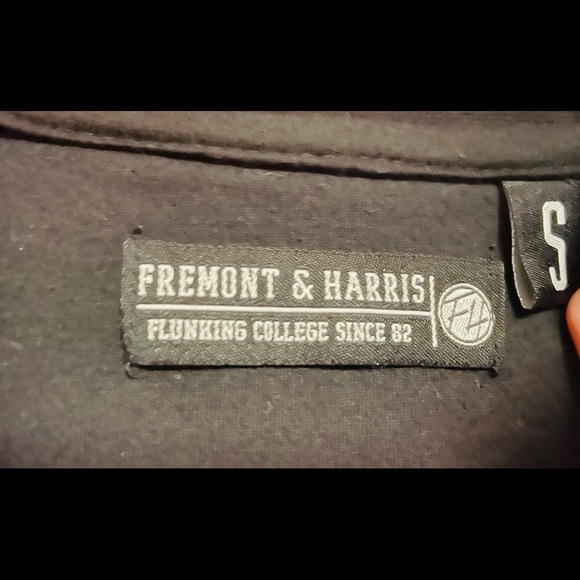 FREMONT & HARRIS
FLUNKING COLLEGE SINCE 82
S